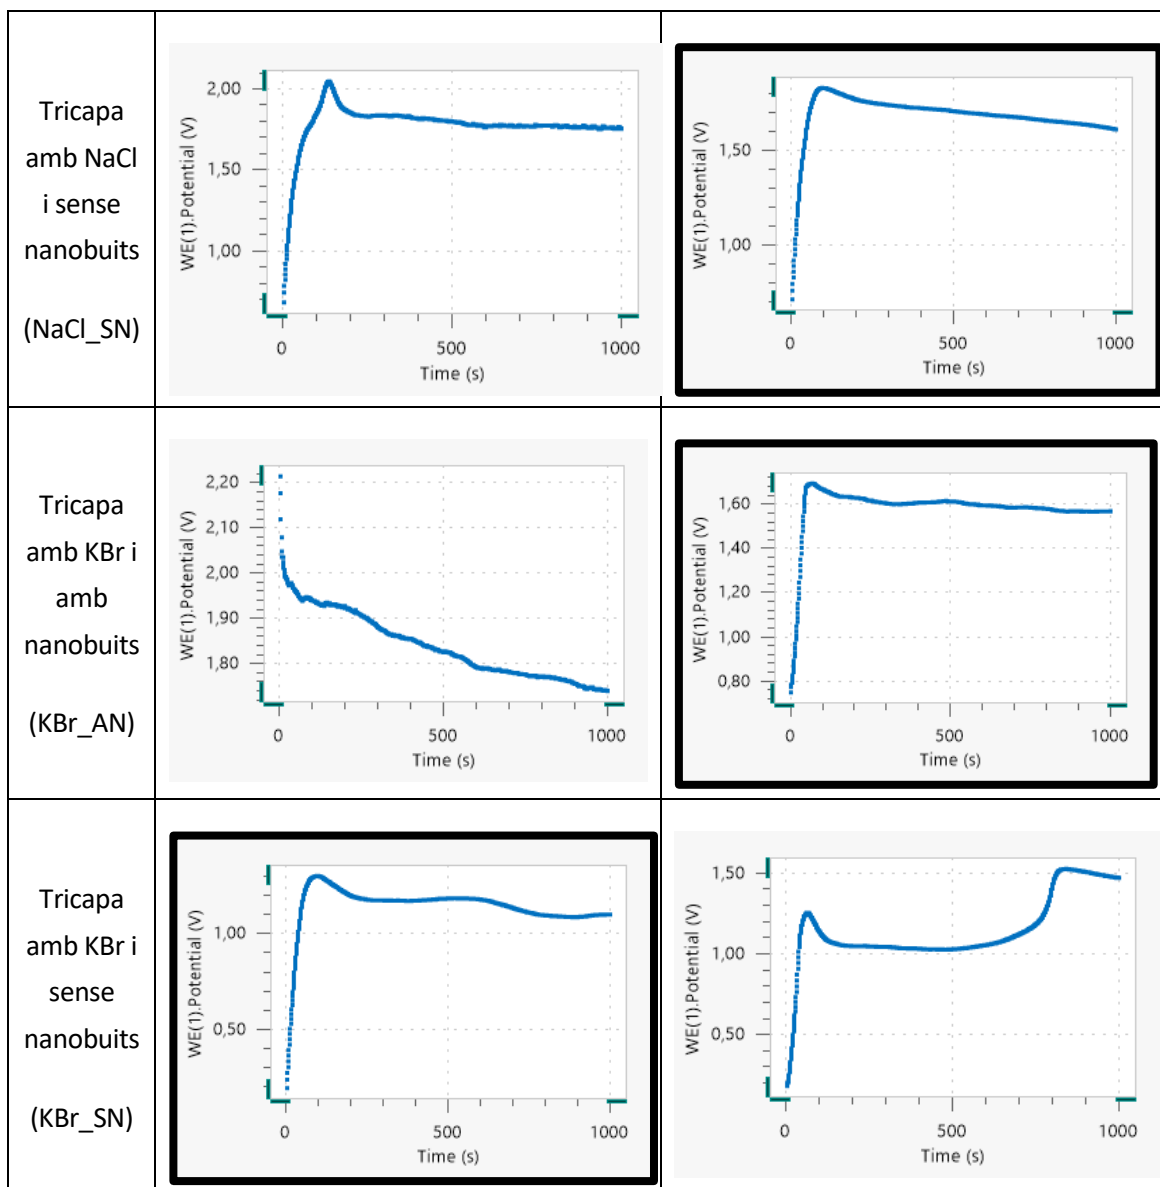 Tricapa
amb NaCl
i sense
nanobuits
(NaCl_SN)
WE(1).Potential (V)
2,00
1,50
1,00
0
500
1000
Time (s)
WE(1).Potential (V)
1,50
1,00
0
500
1000
Time (s)
Tricapa
amb KBr i
amb
nanobuits
(KBr_AN)
WE(1).Potential (V)
2,20
2,10
2,00
1,90
1,80
0
500
1000
Time (s)
WE(1).Potential (V)
1,60
1,40
1,20
1,00
0,80
0
500
1000
Time (s)
Tricapa
amb KBr i
sense
nanobuits
(KBr_SN)
WE(1).Potential (V)
1,00
0,50
0
500
1000
Time (s)
WE(1).Potential (V)
1,50
1,00
0,50
0
500
1000
Time (s)